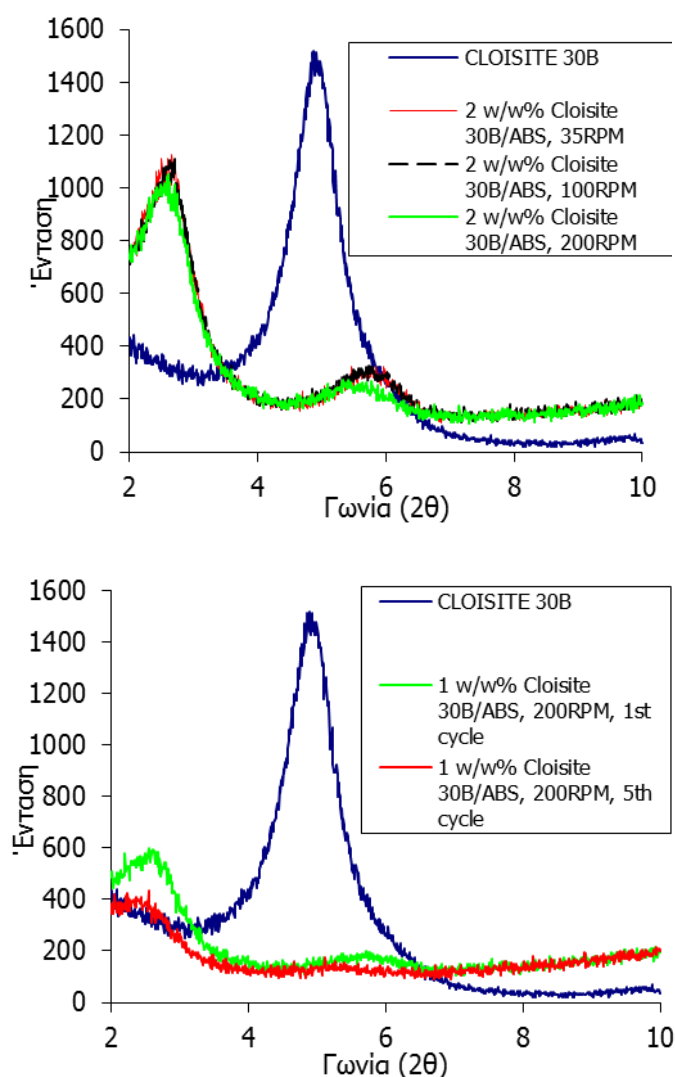 1600
1400
1200
1000
800
600
400
200
0
Ένταση
CLOISITE 30B
2 w/w% Cloisite
30B/ABS, 35RPM
2 w/w% Cloisite
30B/ABS, 100RPM
2 w/w% Cloisite
30B/ABS, 200RPM
2 4 6 8 10
Γωνία (2θ)
1600
1400
1200
1000
800
600
400
200
0
Ένταση
CLOISITE 30B
1 w/w% Cloisite
30B/ABS, 200RPM, 1st
cycle
1 w/w% Cloisite
30B/ABS, 200RPM, 5th
cycle
2 4 6 8 10
Γωνία (2θ)